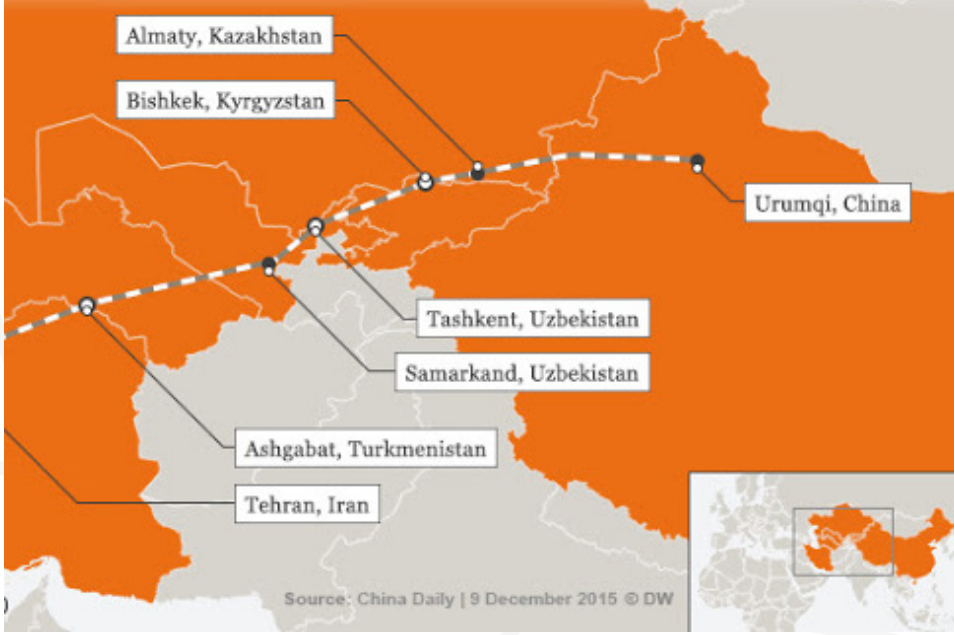 Almaty, Kazakhstan
Bishkek, Kyrgyzstan
Urumqi, China
Tashkent, Uzbekistan
Samarkand, Uzbekistan
Ashgabat, Turkmenistan
Tehran, Iran
Source: China Daily | 9 December 2015 © DW